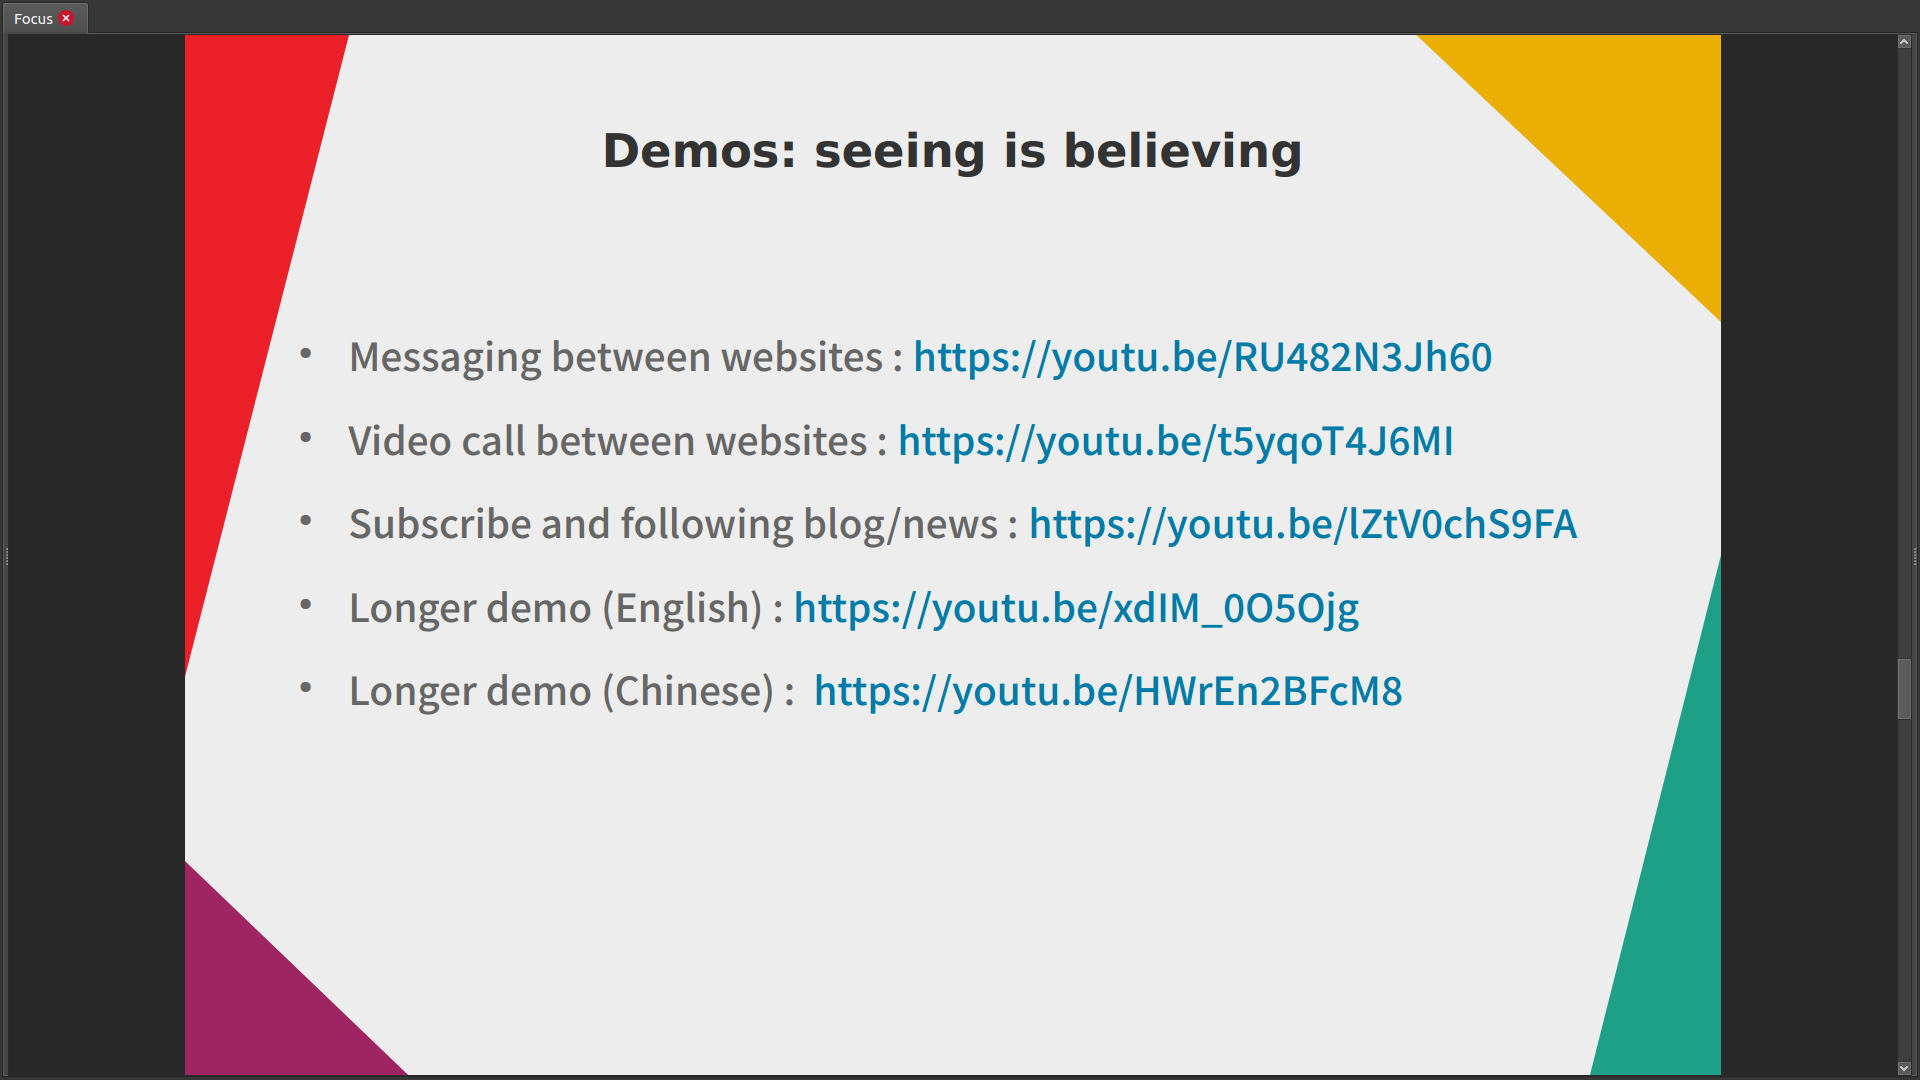 Focus
Demos: seeing is believing
• Messaging between websites : https://youtu.be/RU482N3Jh60
• Video call between websites : https://youtu.be/t5yqoT4J6MI
• Subscribe and following blog/news : https://youtu.be/lZtV0chS9FA
• Longer demo (English) : https://youtu.be/xdIM_0O5Ojg
• Longer demo (Chinese) :  https://youtu.be/HWrEn2BFcM8